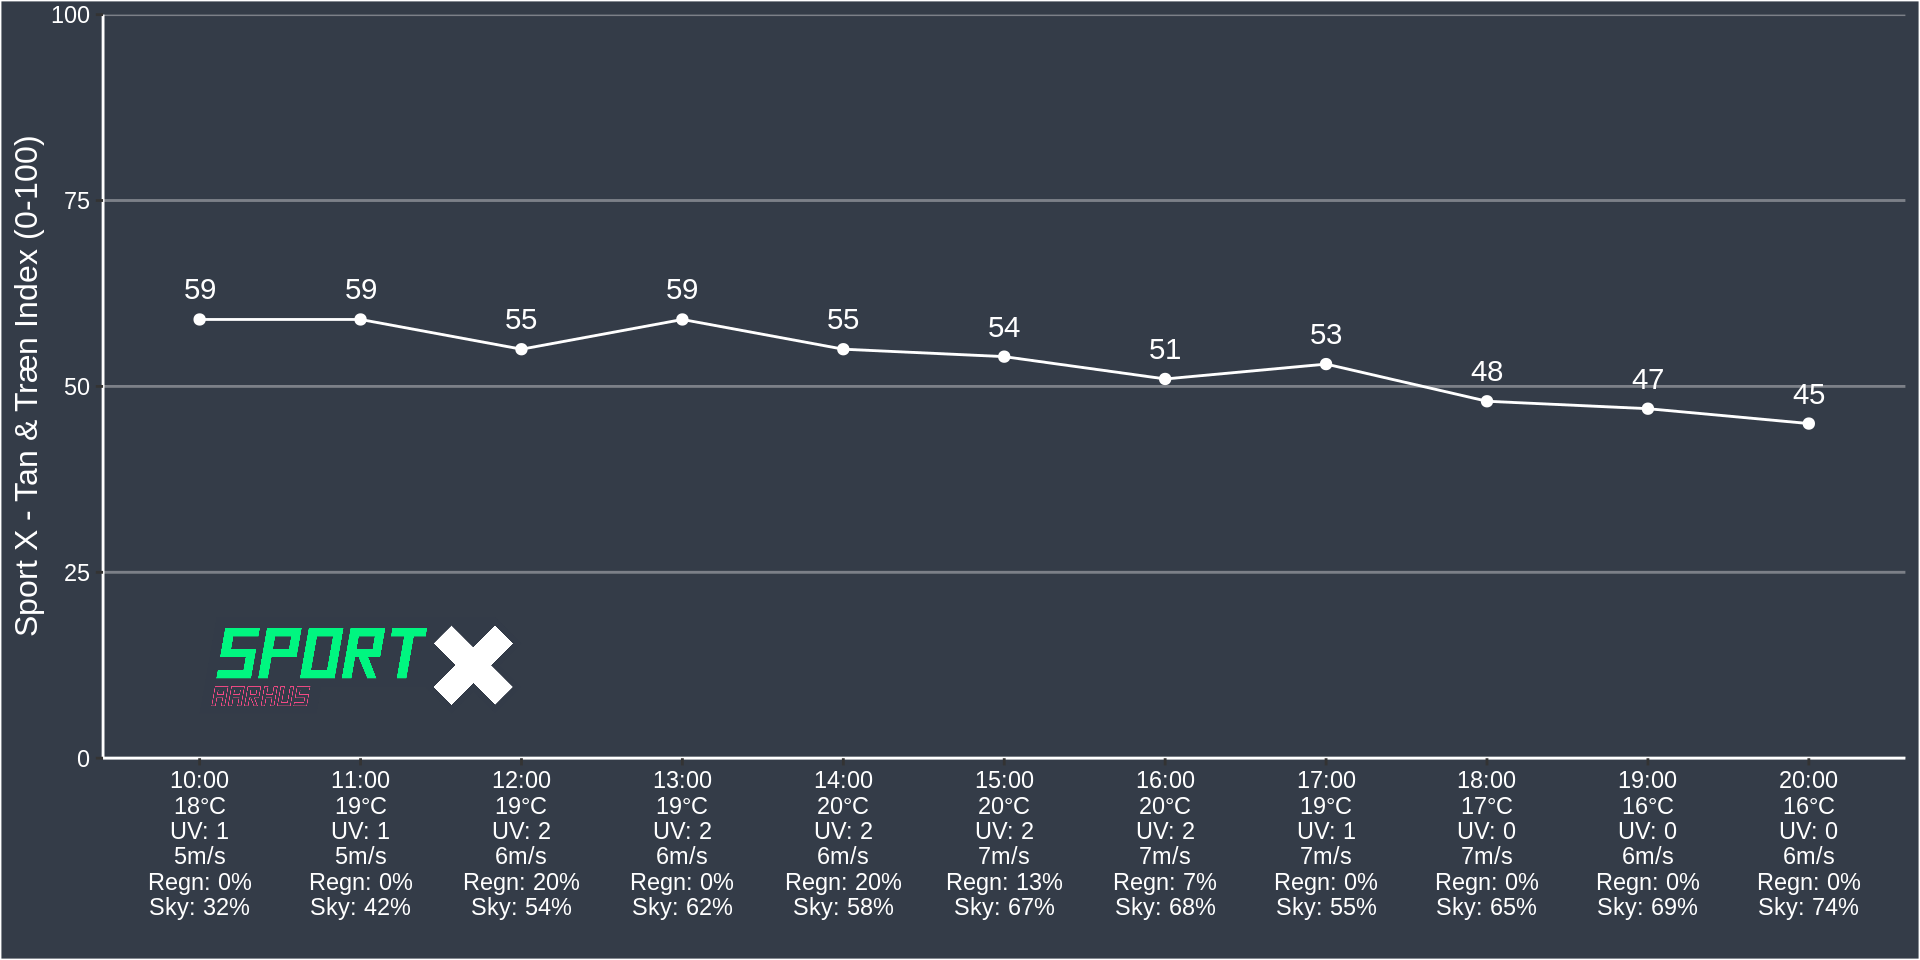 Sport X - Tan & Træn Index (0-100)
100
75
50
25
0
59
59
55
59
55
54
51
53
48
47
45
SPORT X
AARHUS
10:00 11:00 12:00 13:00 14:00 15:00 16:00 17:00 18:00 19:00 20:00
18°C 19°C 19°C 19°C 20°C 20°C 20°C 19°C 17°C 16°C 16°C
UV: 1 UV: 1 UV: 2 UV: 2 UV: 2 UV: 2 UV: 2 UV: 1 UV: 0 UV: 0 UV: 0
5m/s 5m/s 6m/s 6m/s 6m/s 7m/s 7m/s 7m/s 7m/s 6m/s 6m/s
Regn: 0% Regn: 0% Regn: 20% Regn: 0% Regn: 20% Regn: 13% Regn: 7% Regn: 0% Regn: 0% Regn: 0% Regn: 0%
Sky: 32% Sky: 42% Sky: 54% Sky: 62% Sky: 58% Sky: 67% Sky: 68% Sky: 55% Sky: 65% Sky: 69% Sky: 74%